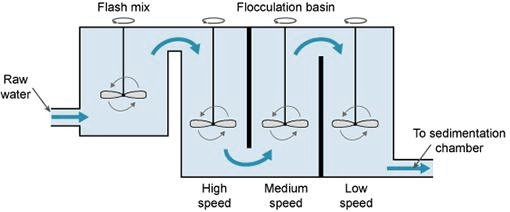 Flash mix
Flocculation basin
Raw
water
To sedimentation
chamber
High
speed
Medium
speed
Low
speed